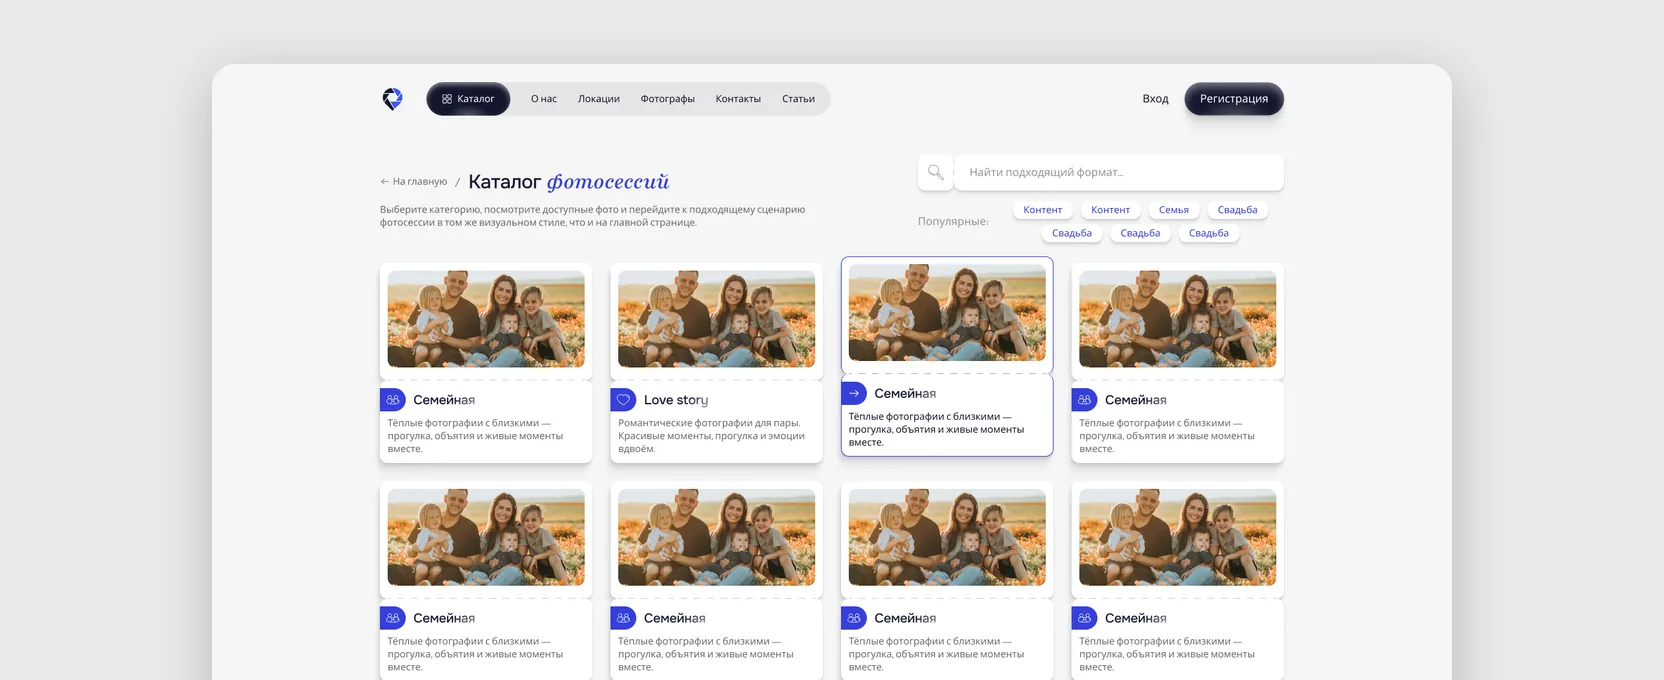 Каталог
О нас
Локации
Фотографы
Контакты
Статьи
Вход
Регистрация
← На главную / Каталог фотосессий
Выберите категорию, посмотрите доступные фото и перейдите к подходящему сценарию
фотосессии в том же визуальном стиле, что и на главной странице.
Найти подходящий формат...
Популярные:
Контент
Контент
Семья
Свадьба
Свадьба
Свадьба
Свадьба
Семейная
Тёплые фотографии с близкими —
прогулка, объятия и живые моменты
вместе.
Love story
Романтические фотографии для пары.
Красивые моменты, прогулка и эмоции
вдвоём.
Семейная
Тёплые фотографии с близкими —
прогулка, объятия и живые моменты
вместе.
Семейная
Тёплые фотографии с близкими —
прогулка, объятия и живые моменты
вместе.
Семейная
Тёплые фотографии с близкими —
прогулка, объятия и живые моменты
вместе.
Семейная
Тёплые фотографии с близкими —
прогулка, объятия и живые моменты
вместе.
Семейная
Тёплые фотографии с близкими —
прогулка, объятия и живые моменты
вместе.
Семейная
Тёплые фотографии с близкими —
прогулка, объятия и живые моменты
вместе.